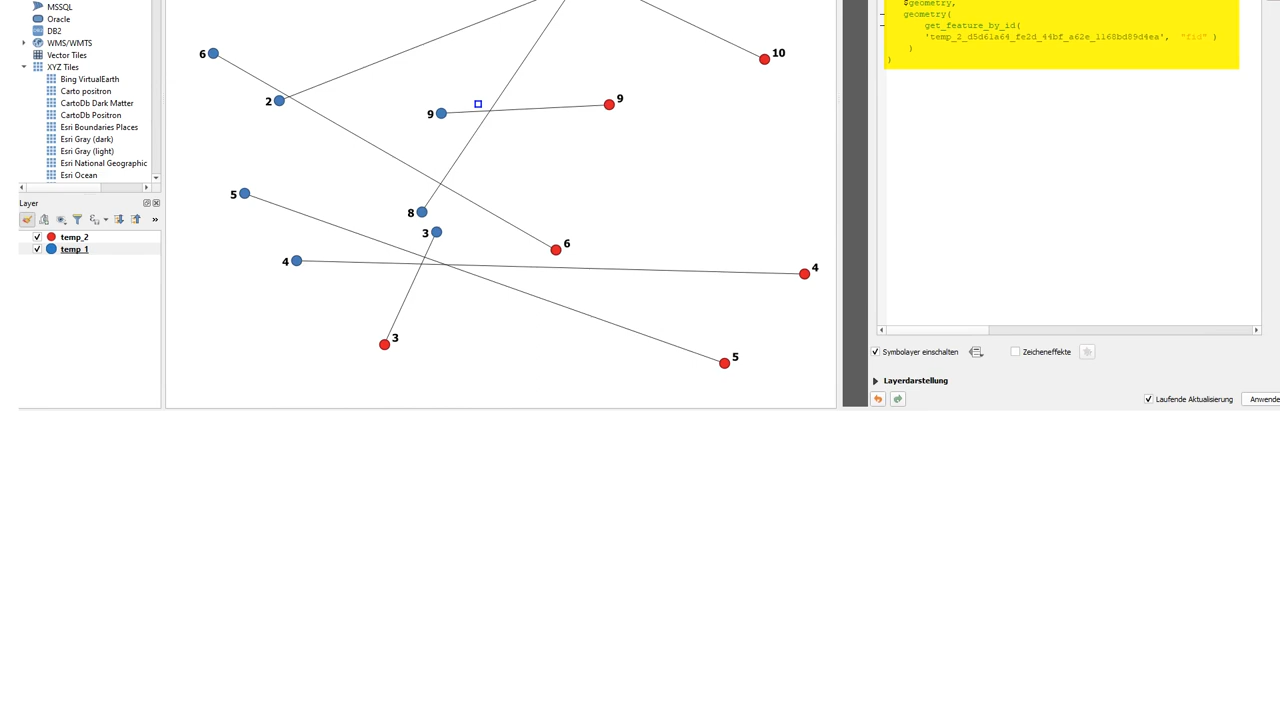 MSSQL
Oracle
DB2
WMS/WMTS
Vector Tiles
XYZ Tiles
Bing VirtualEarth
Carto positron
CartoDb Dark Matter
CartoDb Positron
Esri Boundaries Places
Esri Gray (dark)
Esri Gray (light)
Esri National Geographic
Esri Ocean
Layer
»
temp_2
temp_1
10
6
2
9
9
5
8
3
6
4
4
3
5
$geometry,
geometry(
get_feature_by_id(
'temp_2_d5d61a64_fe2d_44bf_a62e_1168bd89d4ea', "fid" )
)
)
Symbolayer einschalten
Zeicheneffekte
Layerdarstellung
Laufende Aktualisierung
Anwende